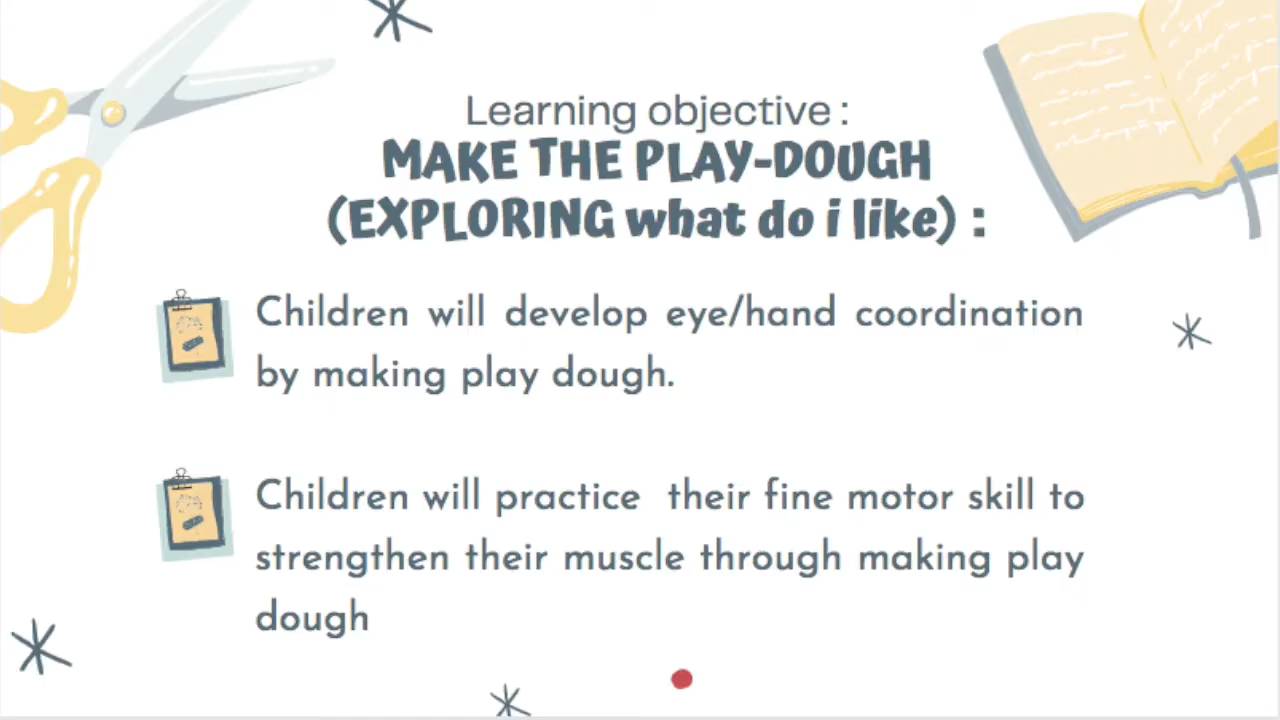 Learning objective :
MAKE THE PLAY-DOUGH
(EXPLORING what do i like) :
Children will develop eye/hand coordination
by making play dough.
Children will practice their fine motor skill to
strengthen their muscle through making play
dough